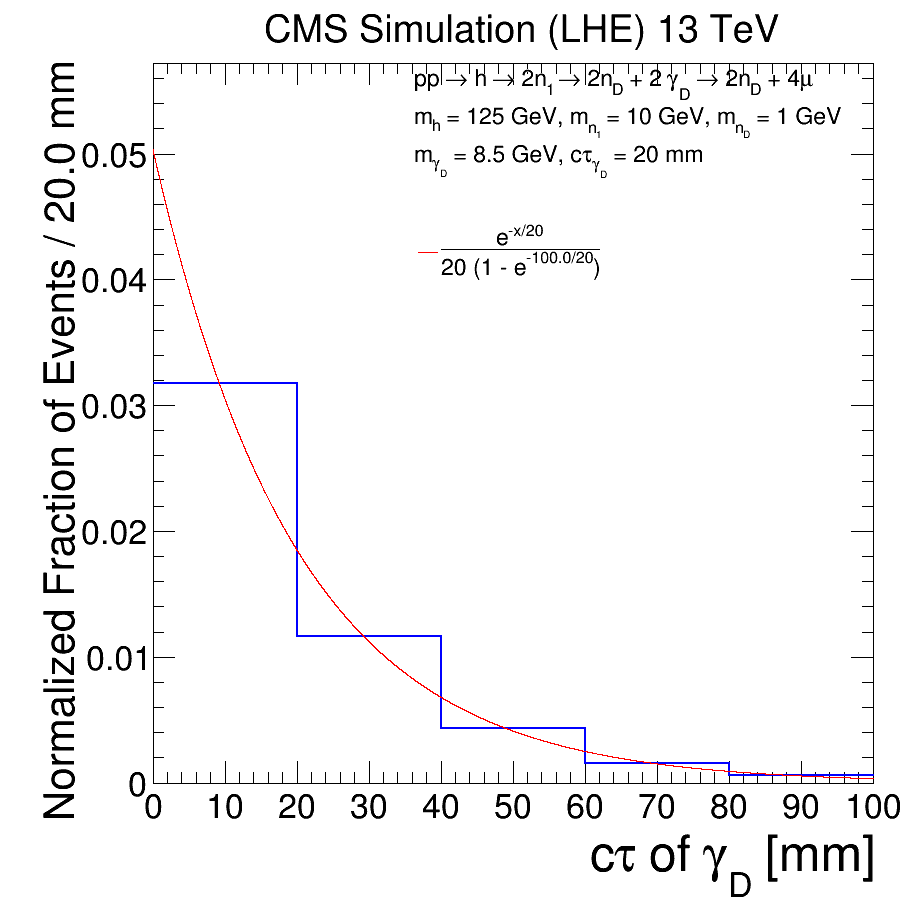 CMS Simulation (LHE) 13 TeV
pp → h → 2n1 → 2nD + 2 γD → 2nD + 4μ
mh = 125 GeV, mn1 = 10 GeV, mnD = 1 GeV
mγD = 8.5 GeV, cτγD = 20 mm
e-x/20
20 (1 - e-100.0/20)
Normalized Fraction of Events / 20.0 mm
0.05
0.04
0.03
0.02
0.01
0
0 10 20 30 40 50 60 70 80 90 100
cτ of γD [mm]